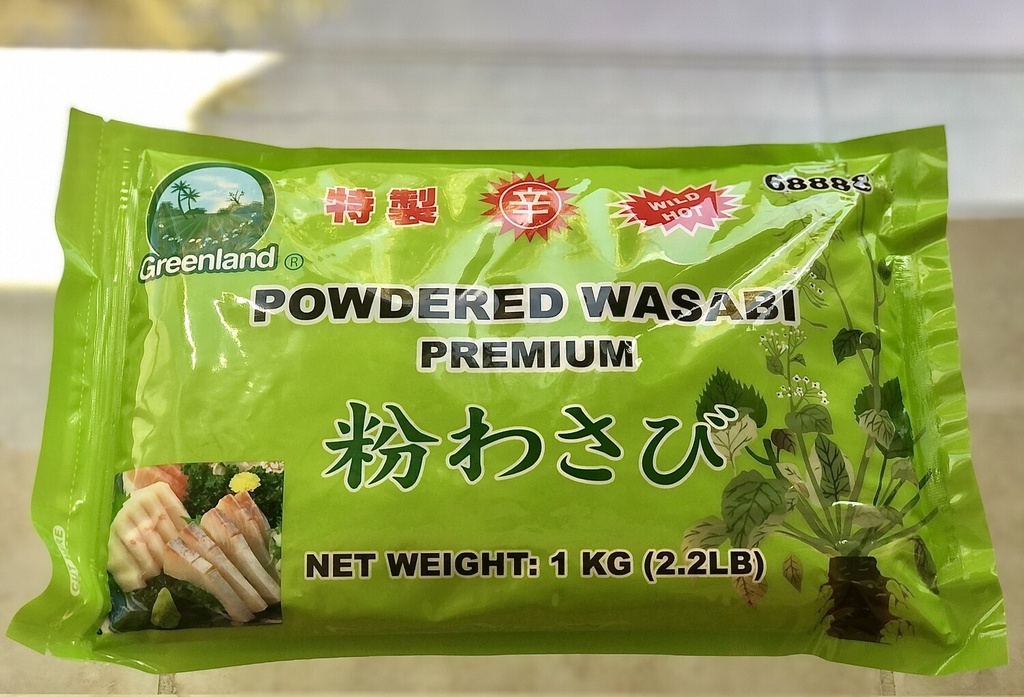 特製
辛
WILD
HOT
68888
Greenland ®
POWDERED WASABI
PREMIUM
粉わさび
NET WEIGHT: 1 KG (2.2LB)